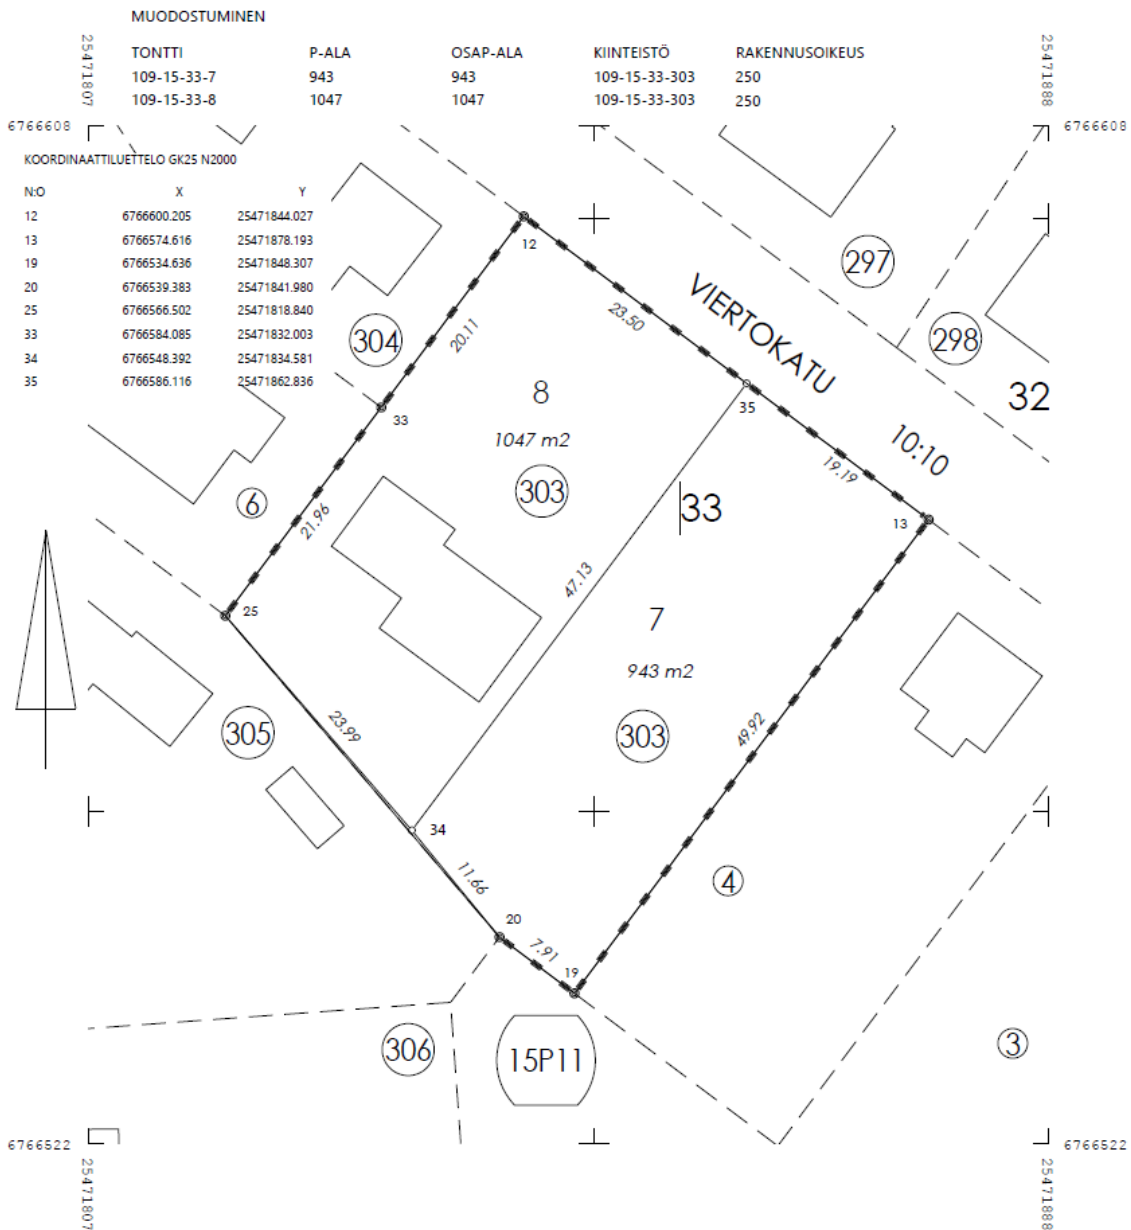 MUODOSTUMINEN
TONTTI P-ALA OSAP-ALA KIINTEISTÖ RAKENNUSOIKEUS
109-15-33-7 943 943 109-15-33-303 250
109-15-33-8 1047 1047 109-15-33-303 250
25471807
25471888
6766608
6766608
KOORDINAATTILUETTELO GK25 N2000
N:O X Y
12 6766600.205 25471844.027
13 6766574.616 25471878.193
19 6766534.636 25471848.307
20 6766539.383 25471841.980
25 6766566.502 25471818.840
33 6766584.085 25471832.003
34 6766548.392 25471834.581
35 6766586.116 25471862.836
12
297
VIERTOKATU
23.50
304
20.11
298
8
32
35
33
1047 m2
10:10
19.19
303
33
6
13
21.96
47.13
25
7
943 m2
23.99
305
303
49.92
34
11.66
4
20
7.91
19
306
15P11
3
6766522
6766522
25471807
25471888